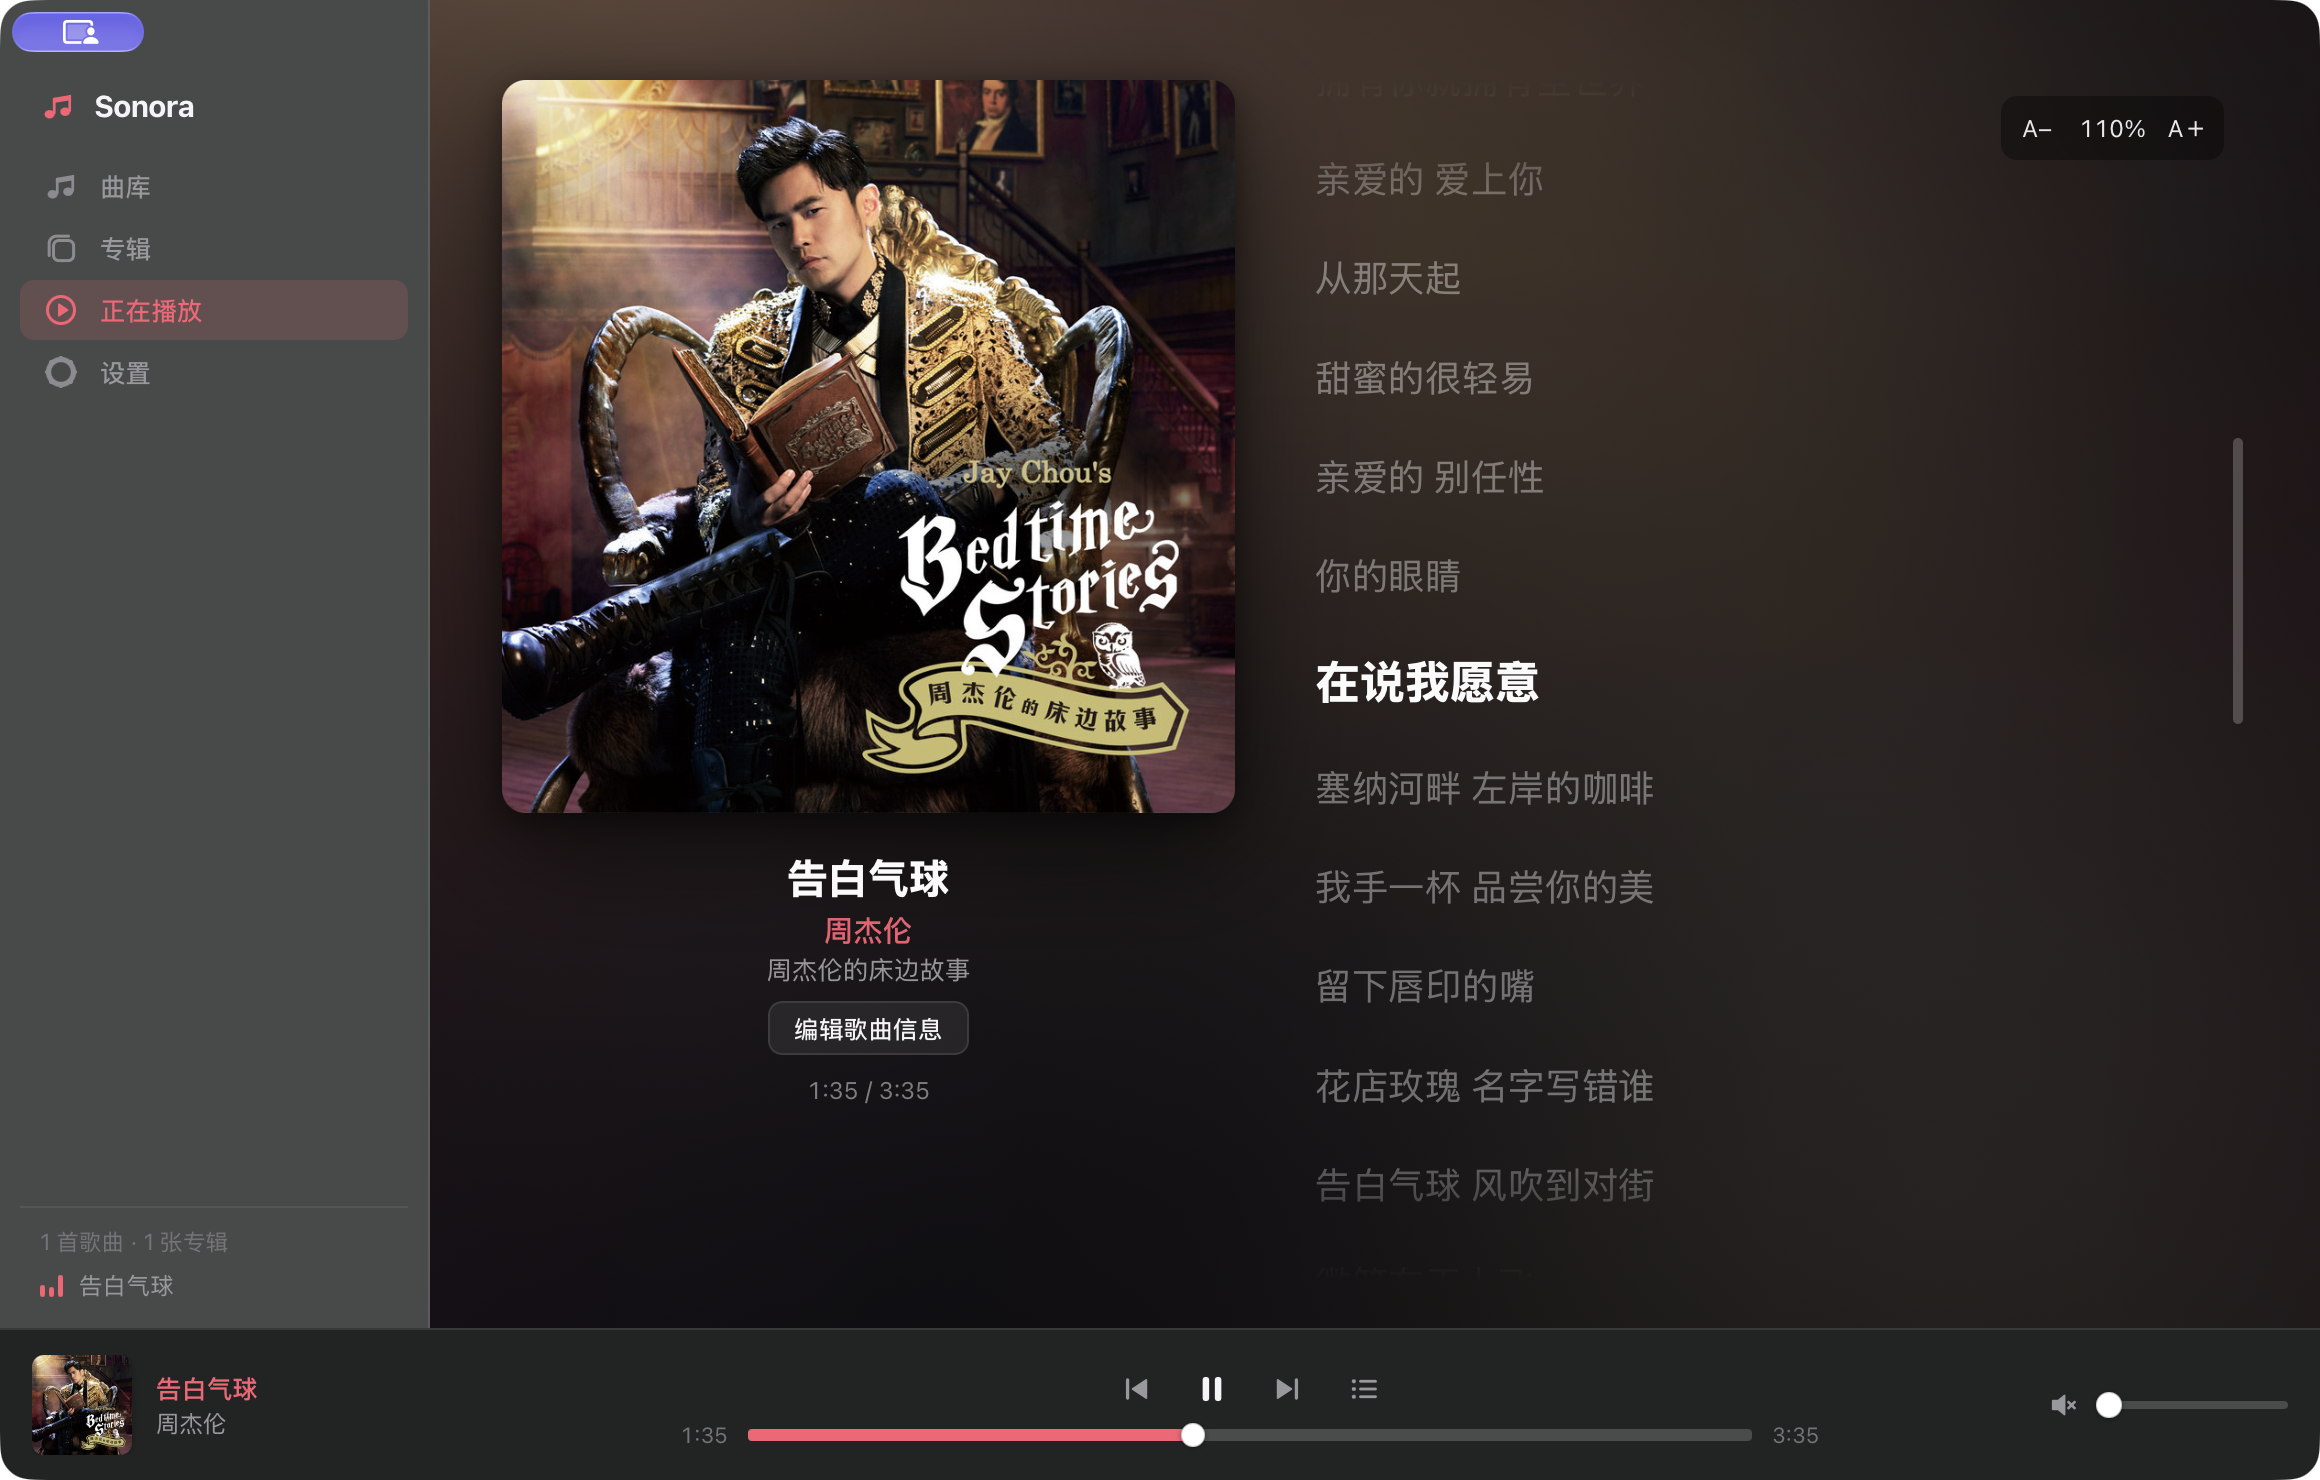 Sonora
曲库
专辑
正在播放
设置
1 首歌曲 · 1 张专辑
告白气球
Jay Chou's
Bedtime
Stories
周杰伦的床边故事
告白气球
周杰伦
周杰伦的床边故事
编辑歌曲信息
1:35 / 3:35
A− 110% A+
亲爱的 爱上你
从那天起
甜蜜的很轻易
亲爱的 别任性
你的眼睛
在说我愿意
塞纳河畔 左岸的咖啡
我手一杯 品尝你的美
留下唇印的嘴
花店玫瑰 名字写错谁
告白气球 风吹到对街
告白气球
周杰伦
1:35
3:35